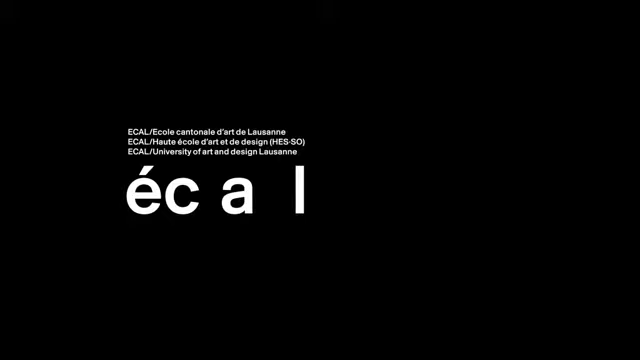 ECAL/Ecole cantonale d'art de Lausanne
ECAL/Haute école d'art et de design (HES-SO)
ECAL/University of art and design Lausanne
éc a l